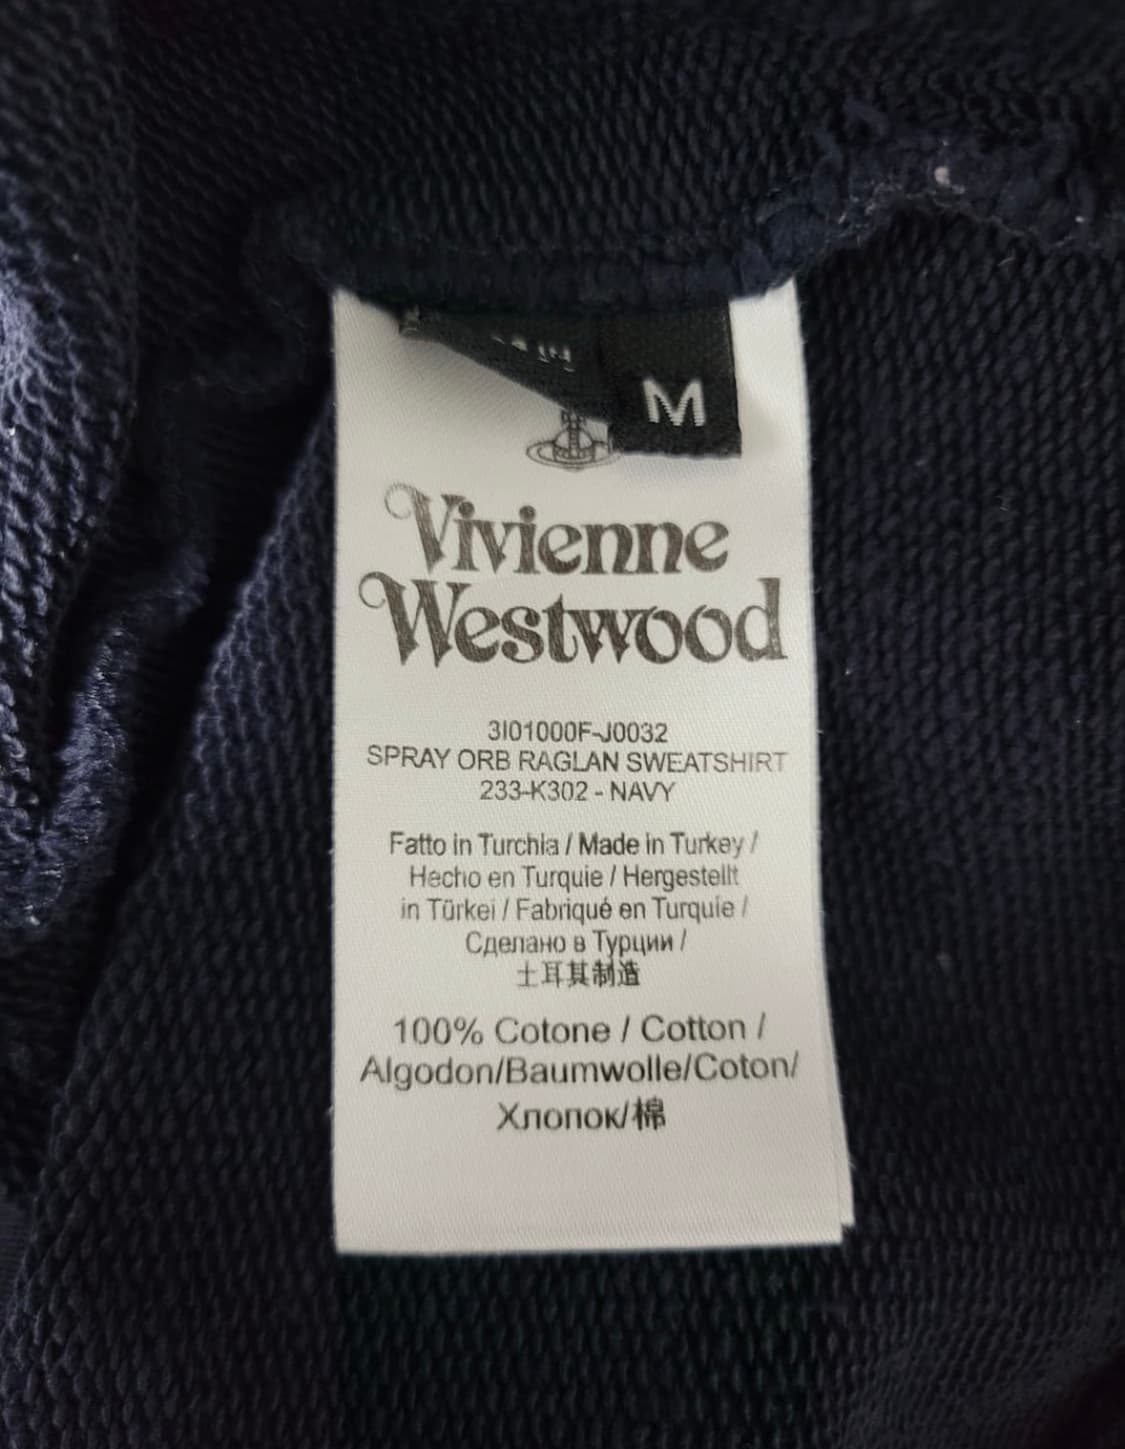 M
Vivienne
Westwood
3I01000F-J0032
SPRAY ORB RAGLAN SWEATSHIRT
233-K302 - NAVY
Fatto in Turchia / Made in Turkey /
Hecho en Turquie / Hergestellt
in Türkei / Fabriqué en Turquie /
Сделано в Турции /
土耳其制造
100% Cotone / Cotton /
Algodon/Baumwolle/Coton/
Хлопок/棉